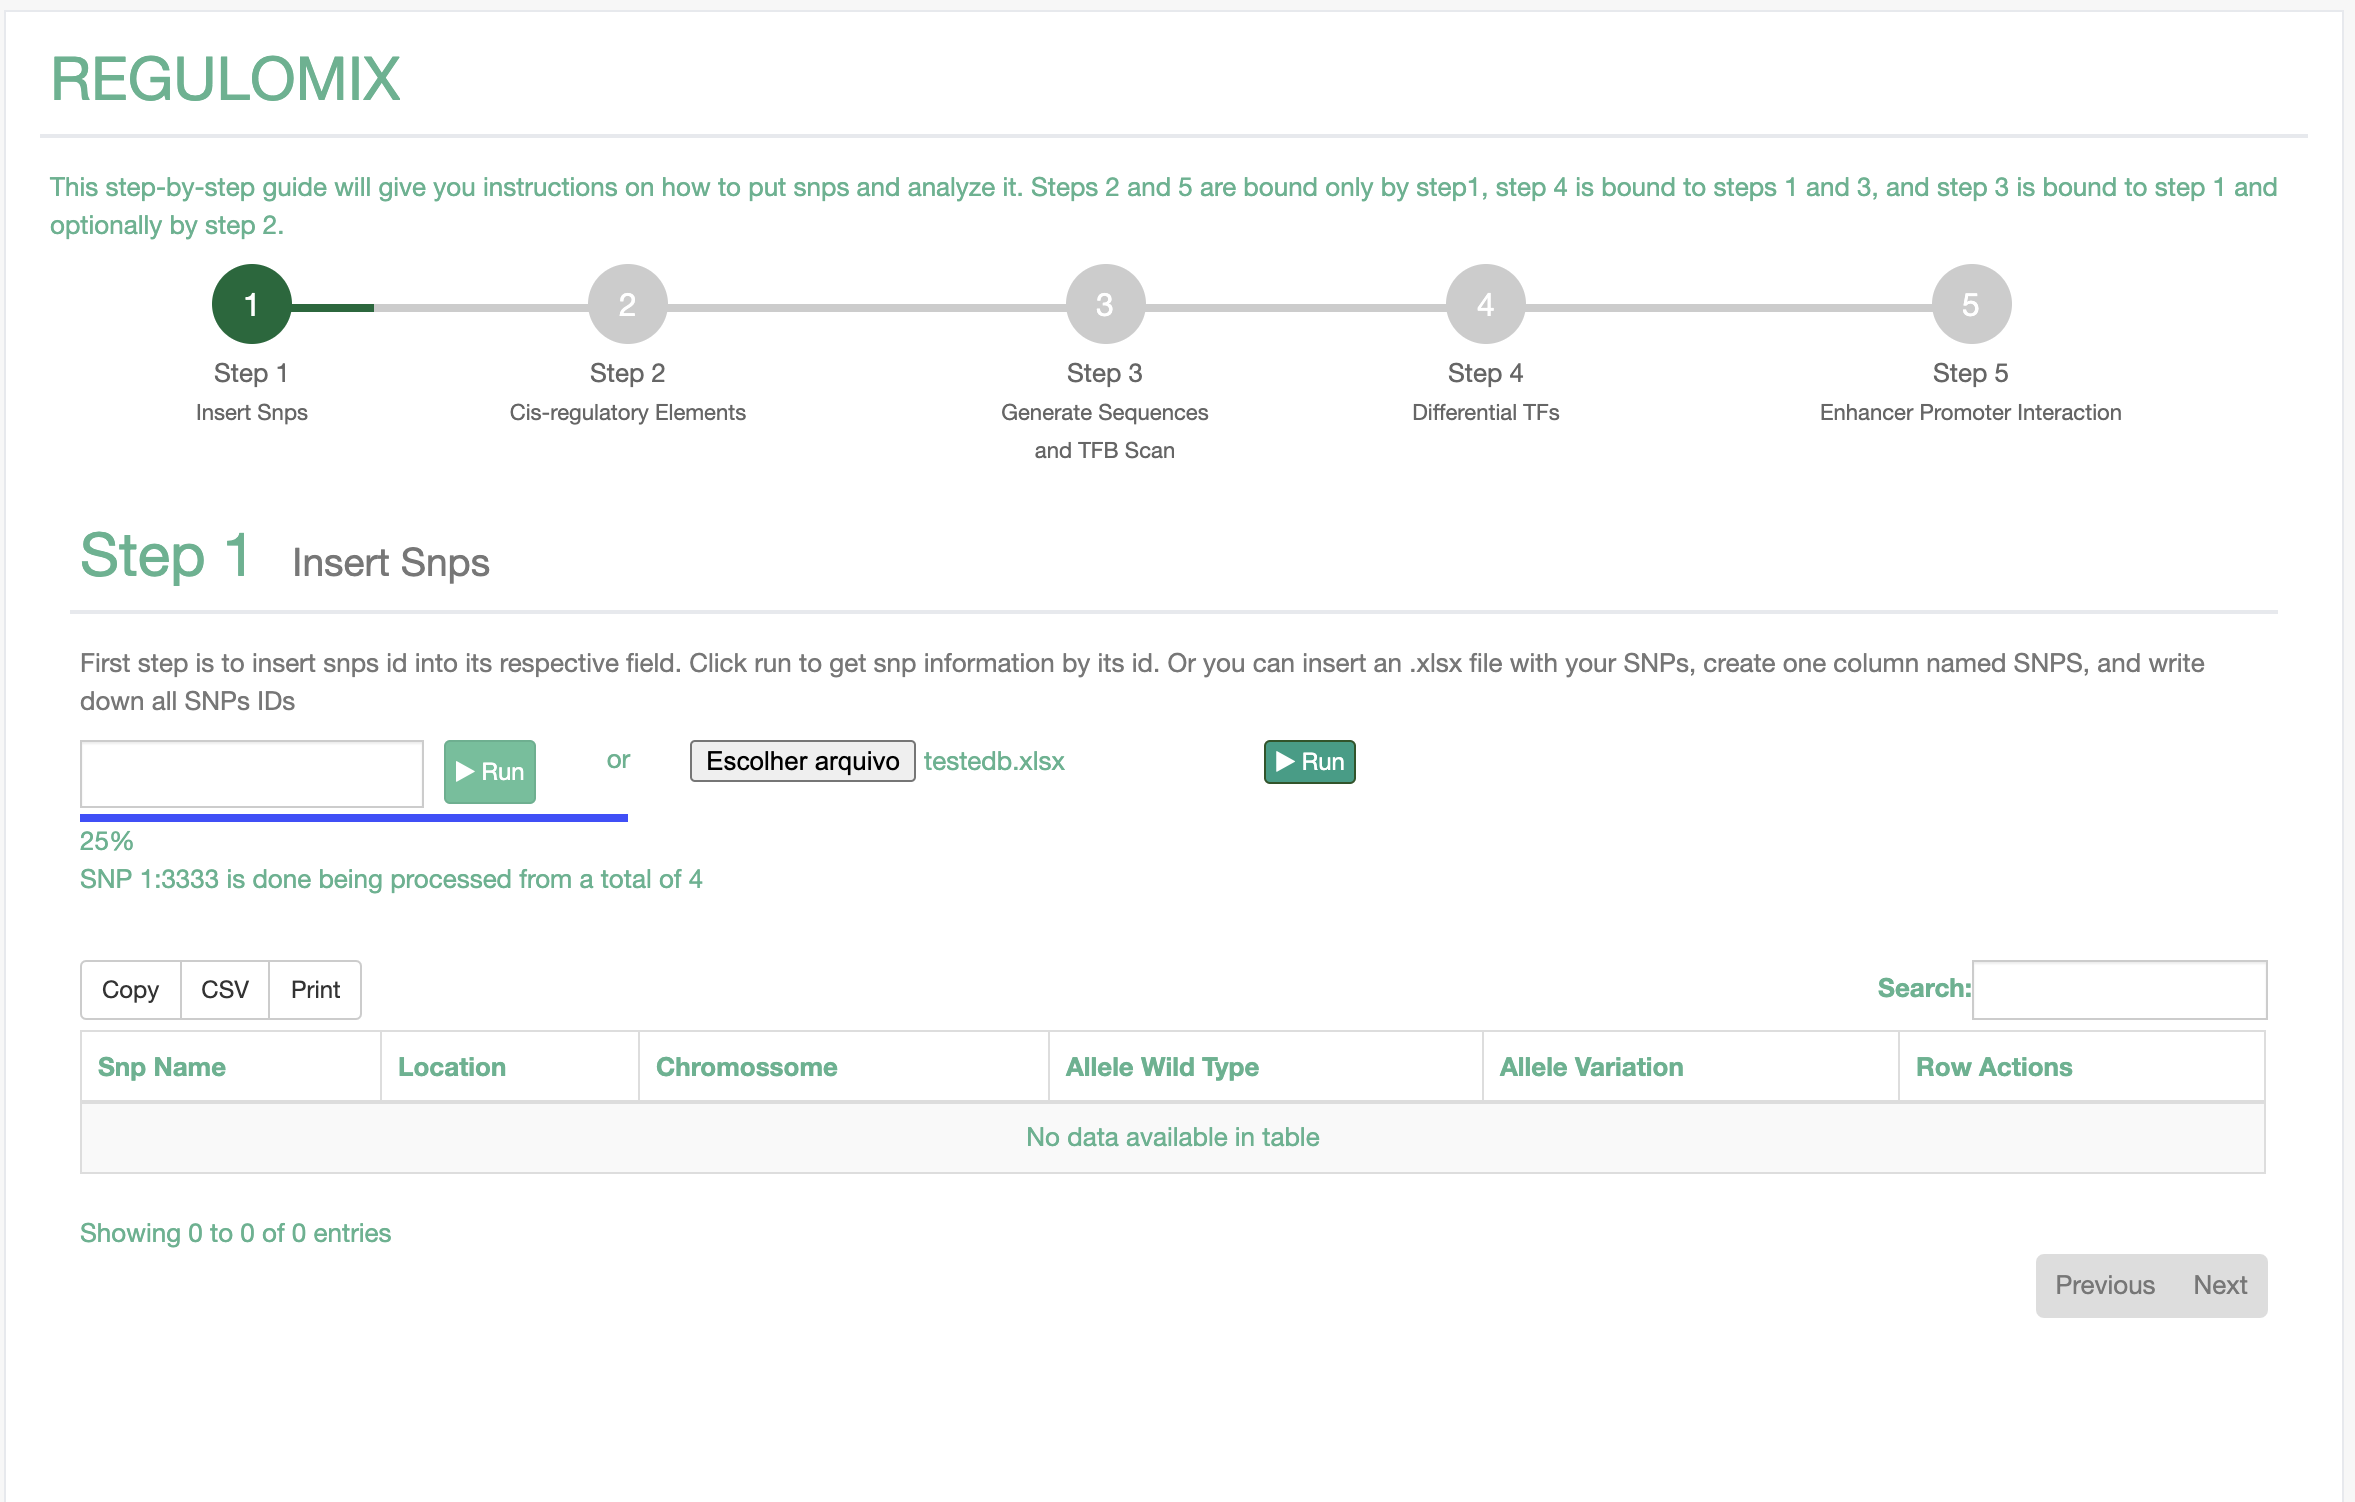 REGULOMIX
This step-by-step guide will give you instructions on how to put snps and analyze it. Steps 2 and 5 are bound only by step1, step 4 is bound to steps 1 and 3, and step 3 is bound to step 1 and
optionally by step 2.
1 2 3 4 5
Step 1 Step 2 Step 3 Step 4 Step 5
Insert Snps Cis-regulatory Elements Generate Sequences Differential TFs Enhancer Promoter Interaction
and TFB Scan
Step 1 Insert Snps
First step is to insert snps id into its respective field. Click run to get snp information by its id. Or you can insert an .xlsx file with your SNPs, create one column named SNPS, and write
down all SNPs IDs
Run or Escolher arquivo testedb.xlsx Run
25%
SNP 1:3333 is done being processed from a total of 4
Copy CSV Print Search:
Snp Name Location Chromossome Allele Wild Type Allele Variation Row Actions
No data available in table
Showing 0 to 0 of 0 entries
Previous Next